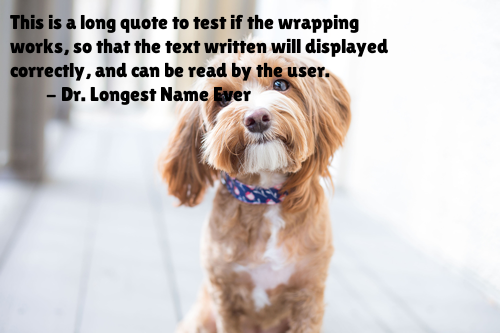 This is a long quote to test if the wrapping
works, so that the text written will displayed
correctly, and can be read by the user.
- Dr. Longest Name Ever